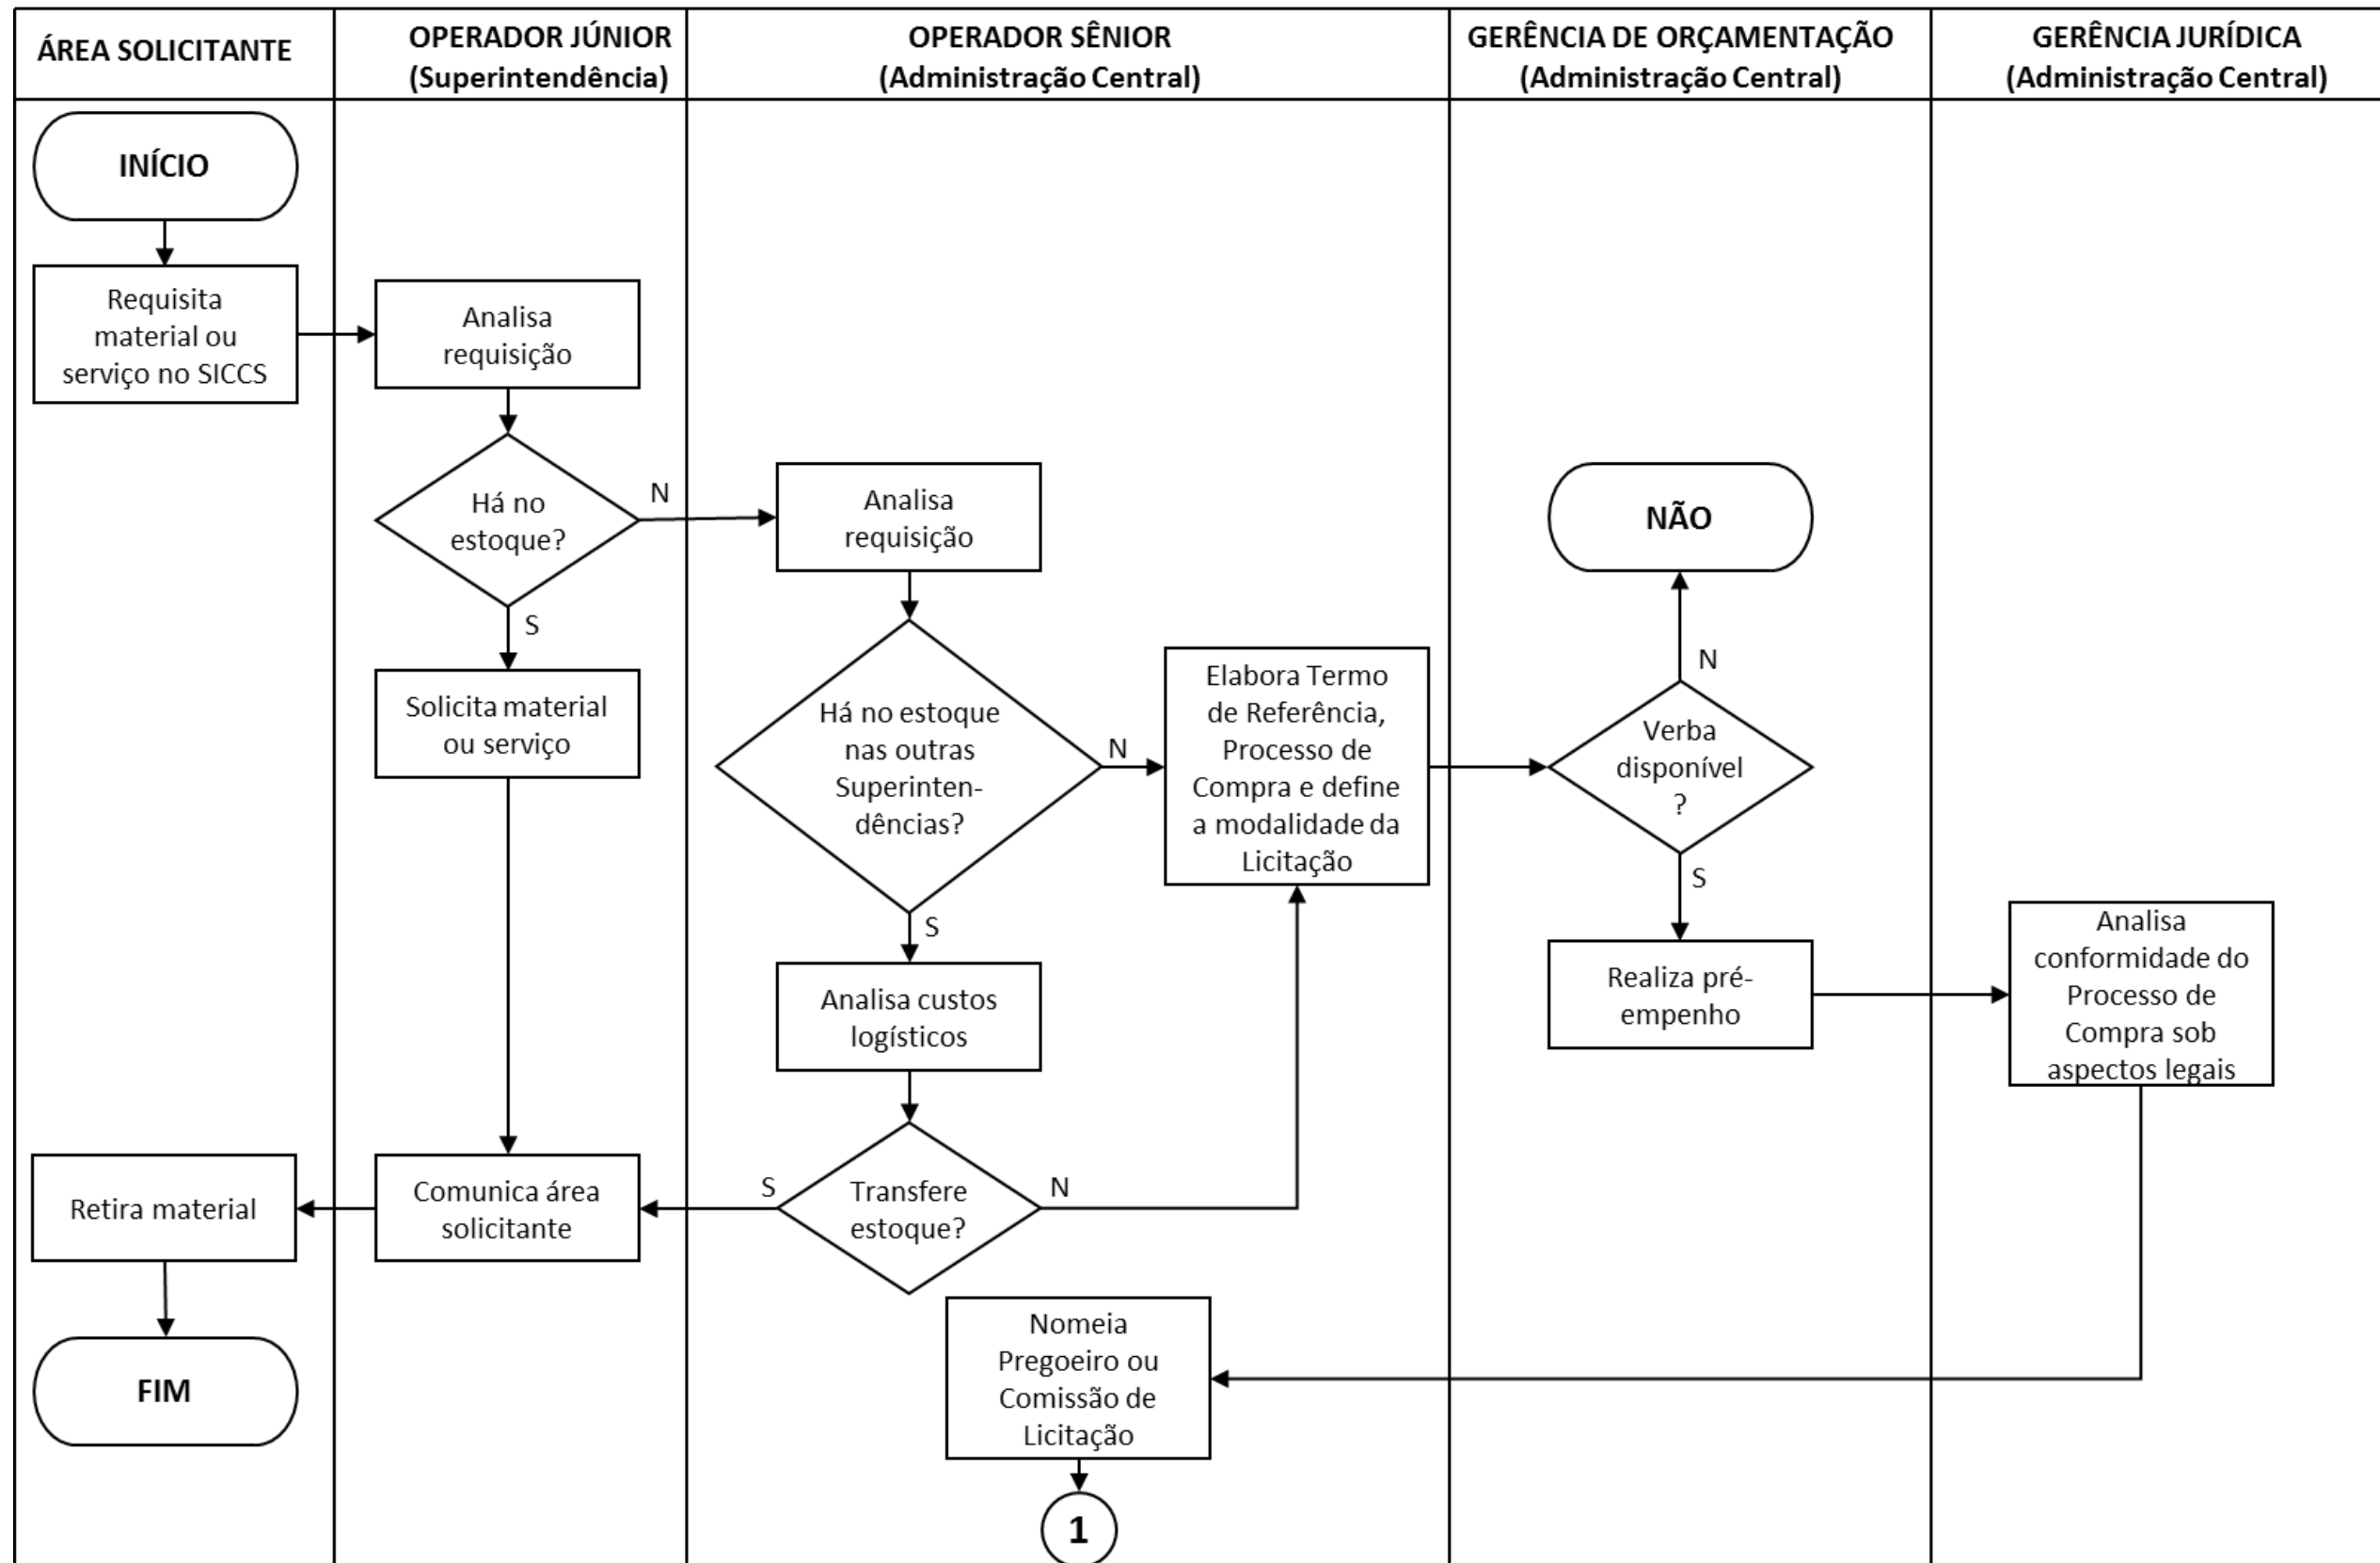 ÁREA SOLICITANTE
OPERADOR JÚNIOR
(Superintendência)
OPERADOR SÊNIOR
(Administração Central)
GERÊNCIA DE ORÇAMENTAÇÃO
(Administração Central)
GERÊNCIA JURÍDICA
(Administração Central)
INÍCIO
Requisita
material ou
serviço no SICCS
Analisa
requisição
Há no
estoque?
N
S
Analisa
requisição
NÃO
Solicita material
ou serviço
Há no estoque
nas outras
Superinten-
dências?
N
S
Elabora Termo
de Referência,
Processo de
Compra e define
a modalidade da
Licitação
N
Verba
disponível
?
S
Analisa custos
logísticos
Realiza pré-
empenho
Analisa
conformidade do
Processo de
Compra sob
aspectos legais
Retira material
Comunica área
solicitante
S
Transfere
estoque?
N
FIM
Nomeia
Pregoeiro ou
Comissão de
Licitação
1